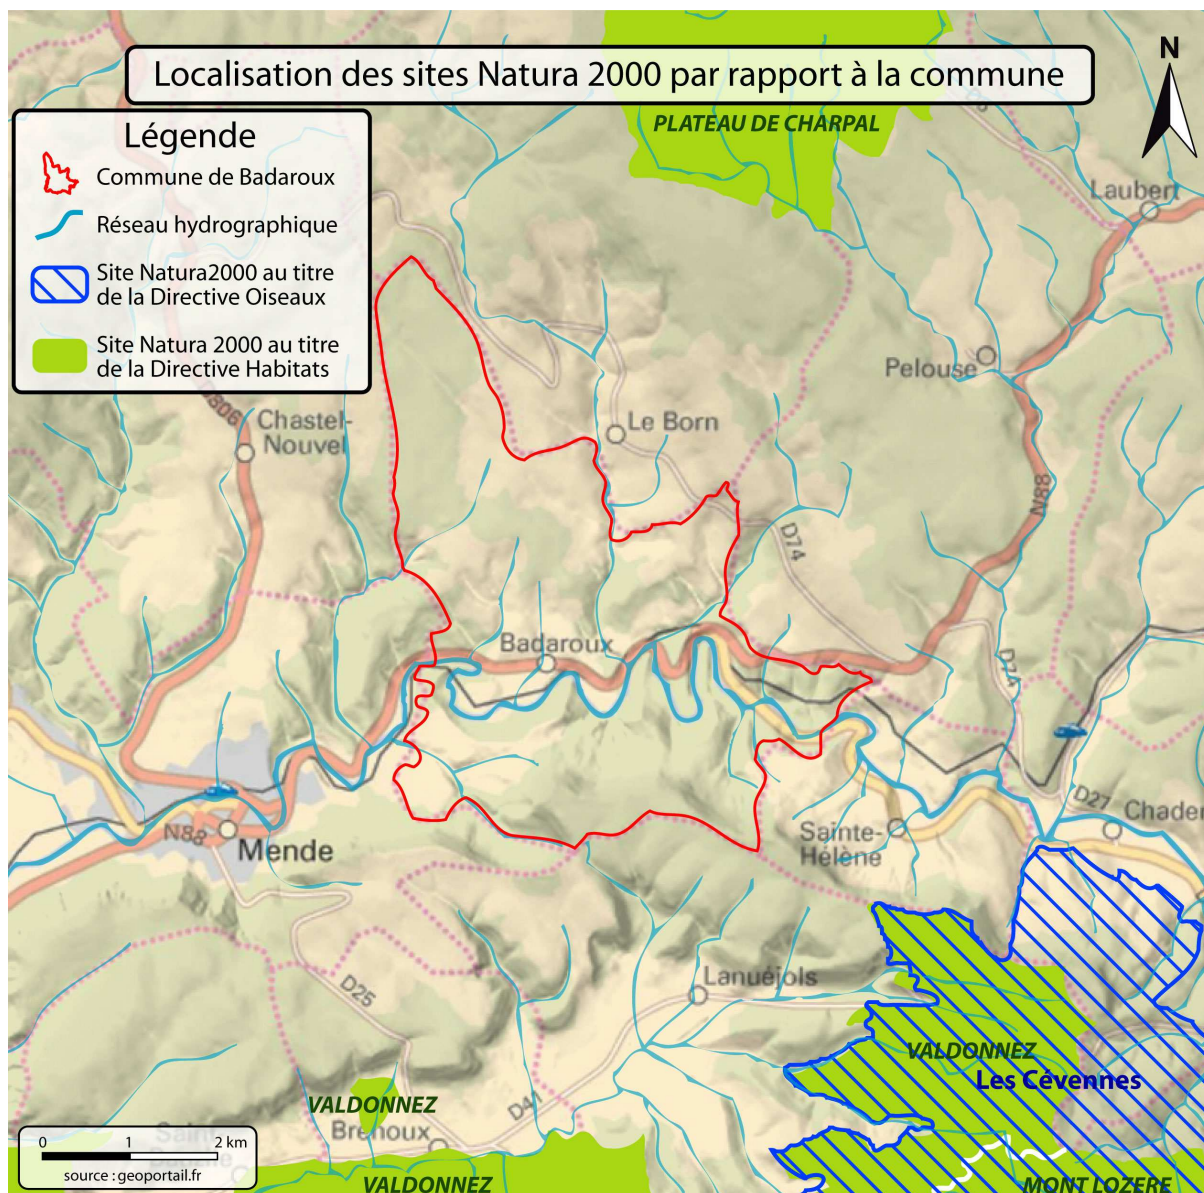 Localisation des sites Natura 2000 par rapport à la commune
N
PLATEAU DE CHARPAL
Légende
Commune de Badaroux
Réseau hydrographique
Site Natura2000 au titre
de la Directive Oiseaux
Site Natura 2000 au titre
de la Directive Habitats
Laubert
Pelouse
D806
Chastel-
Nouvel
Le Born
N88
D74
Badaroux
D74
D27
Chader
N88
Mende
Sainte-
Hélène
Lanuéjols
D25
VALDONNEZ
Les Cévennes
VALDONNEZ
D41
Brenoux
0 1 2 km
source : geoportail.fr
VALDONNEZ
MONT LOZERE